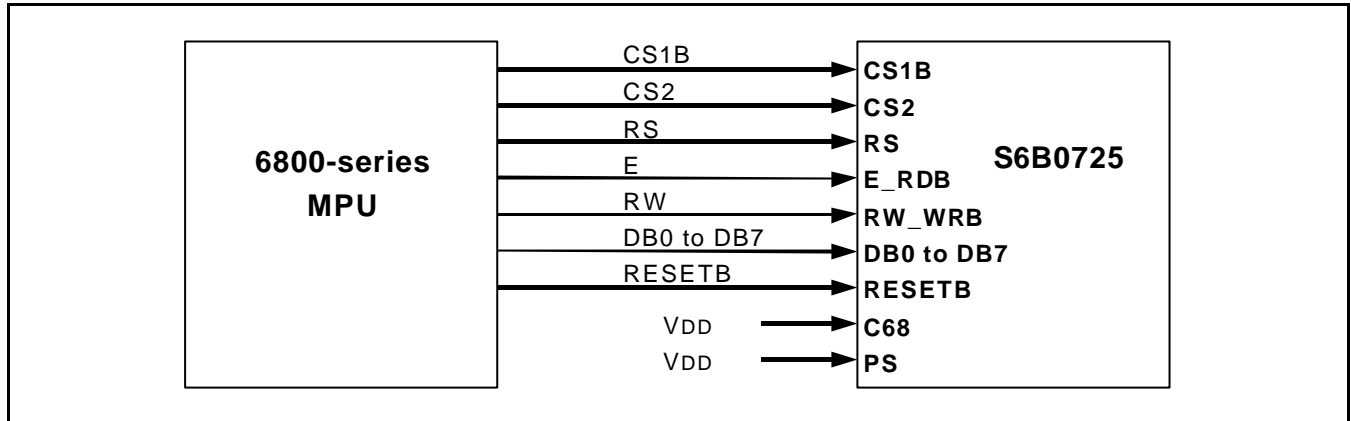 6800-series
MPU
CS1B
CS2
RS
E
RW
DB0 to DB7
RESETB
VDD
VDD
CS1B
CS2
RS
E_RDB
RW_WRB
DB0 to DB7
RESETB
C68
PS
S6B0725